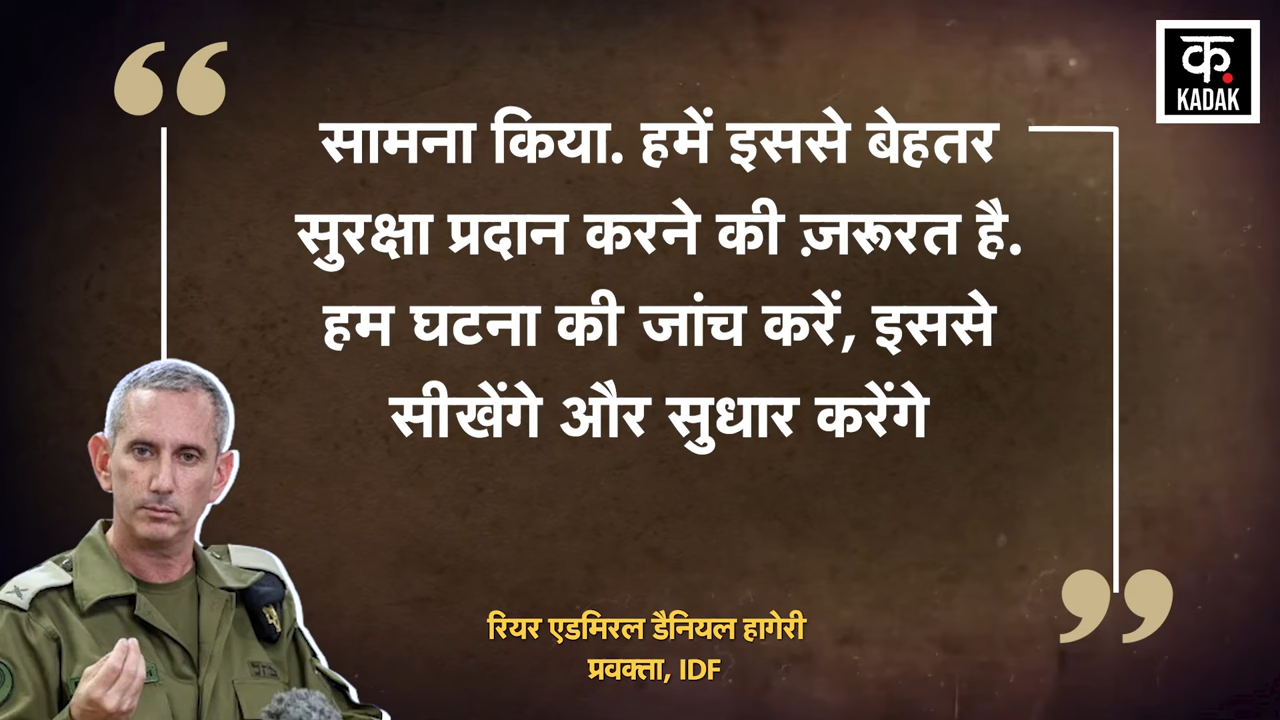 क.
KADAK
सामना किया. हमें इससे बेहतर
सुरक्षा प्रदान करने की ज़रूरत है.
हम घटना की जांच करें, इससे
सीखेंगे और सुधार करेंगे
रियर एडमिरल डैनियल हागेरी
प्रवक्ता, IDF